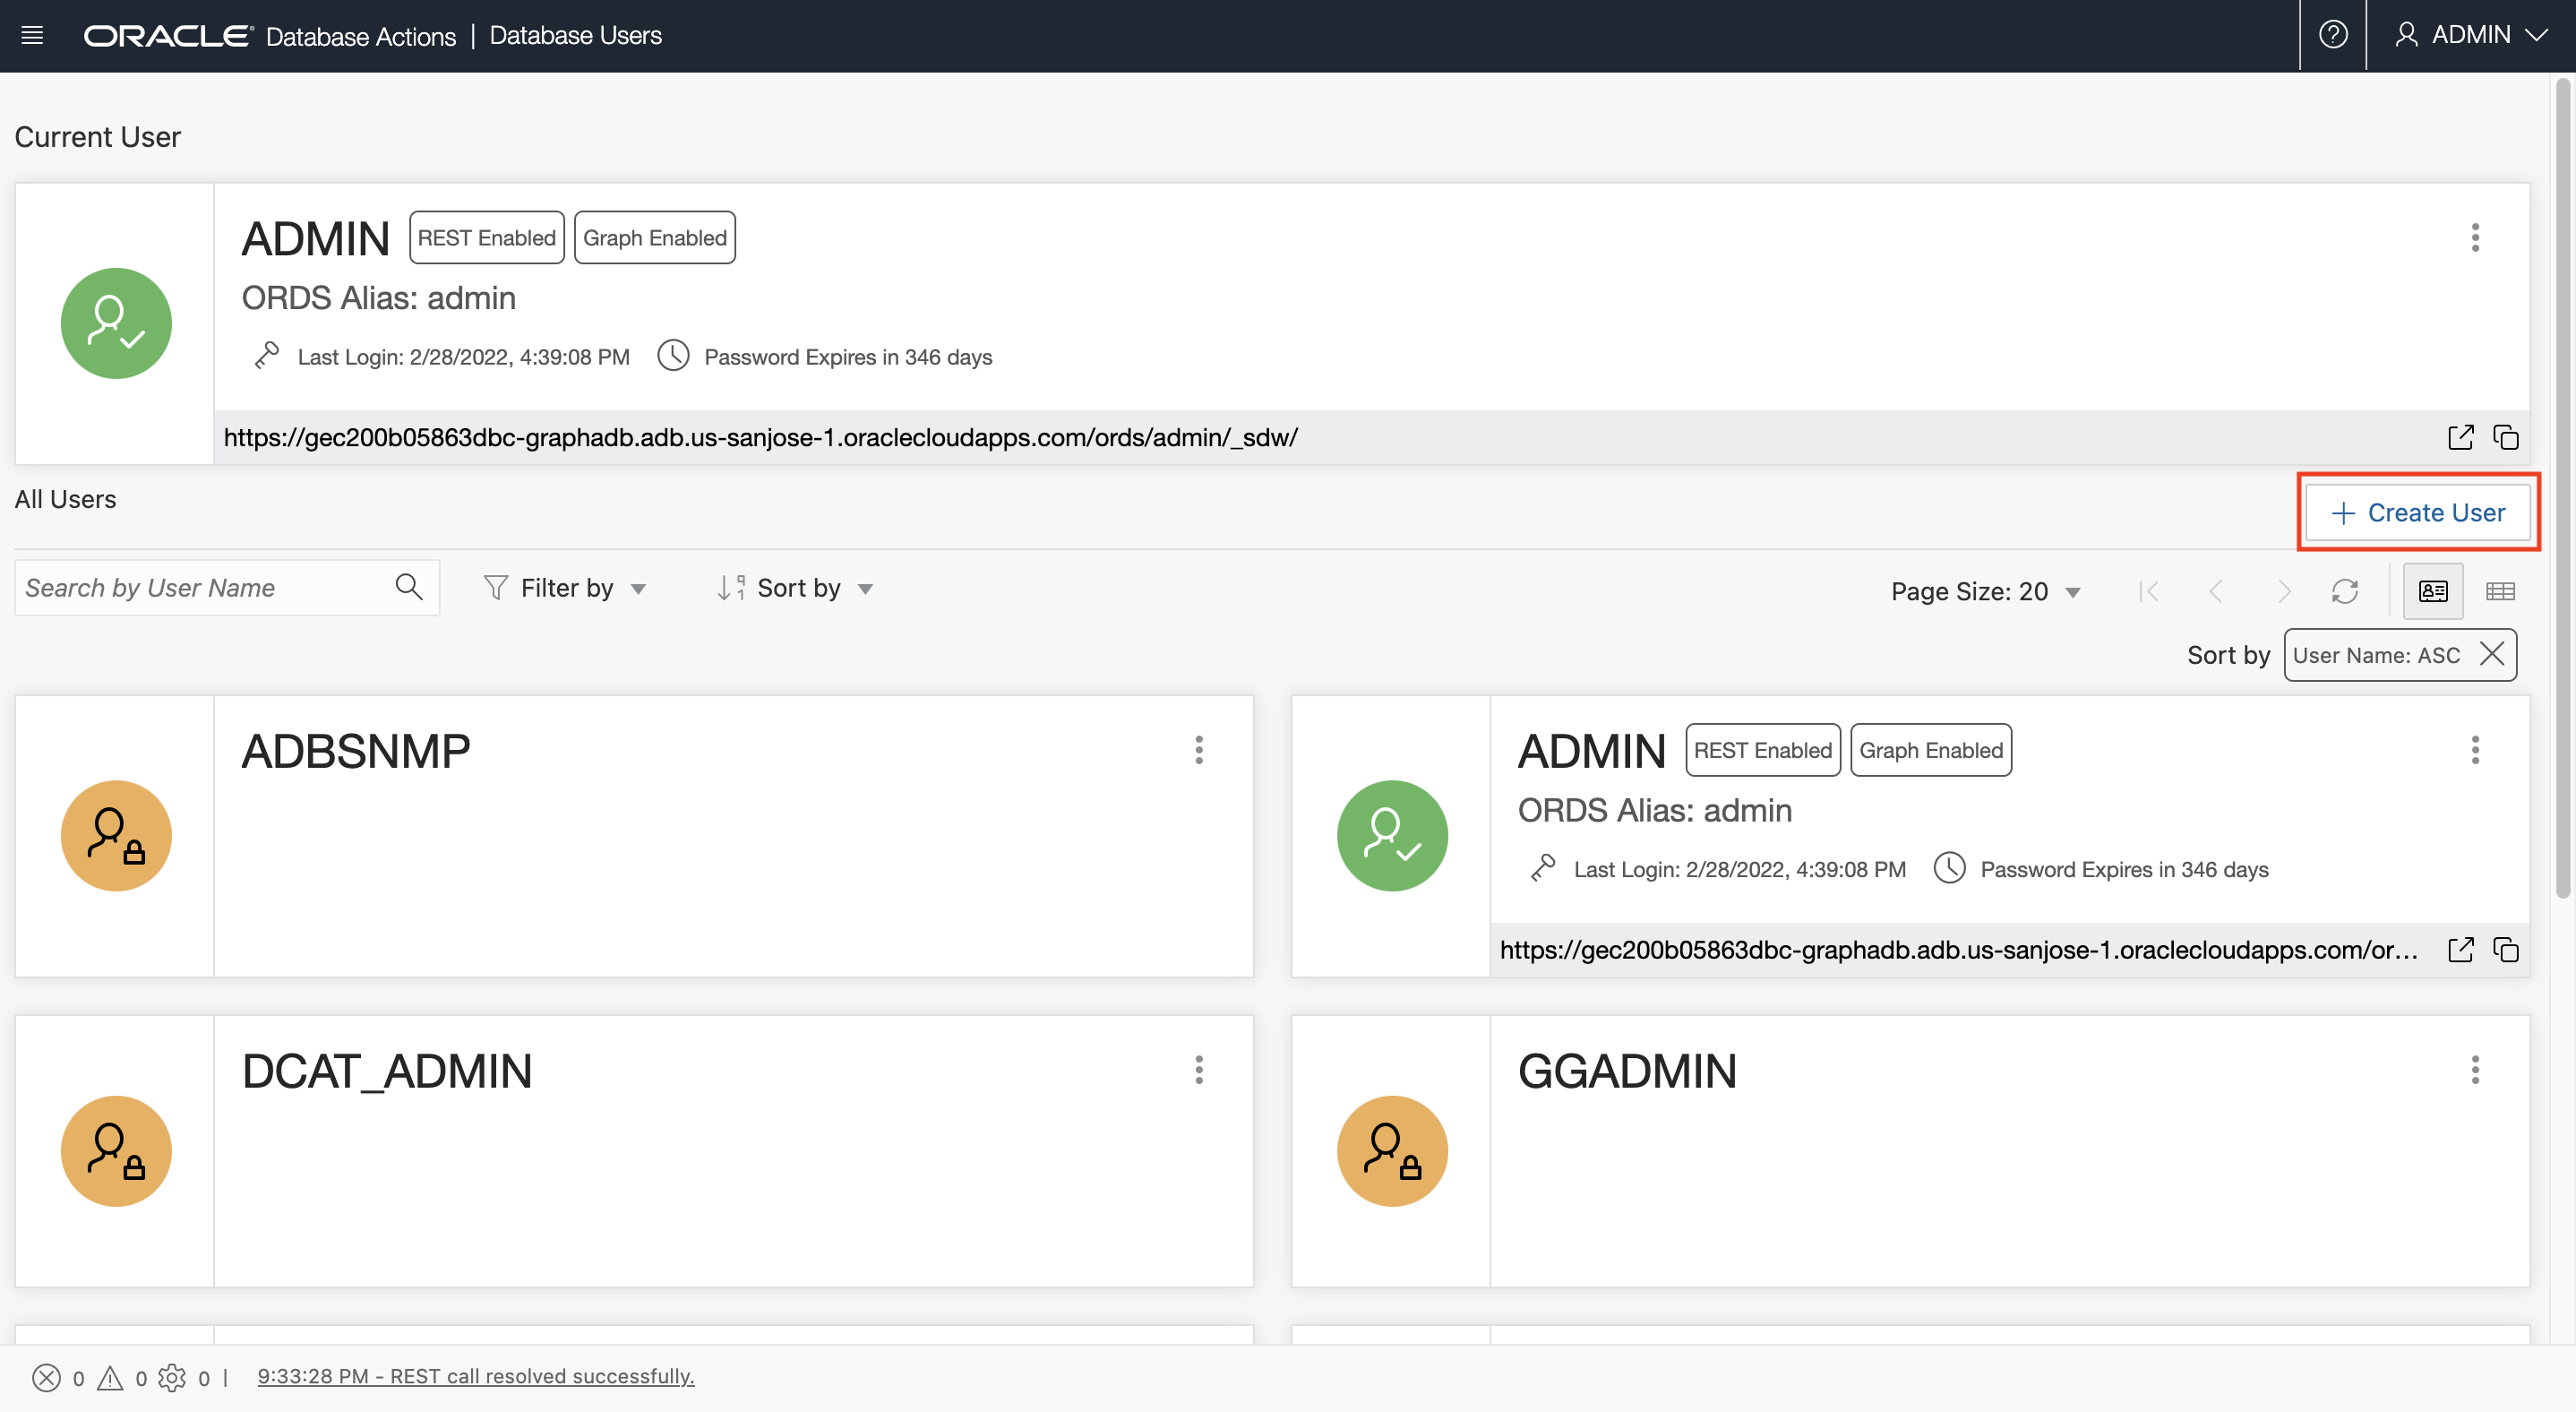 ORACLE® Database Actions | Database Users
ADMIN
Current User
ADMIN REST Enabled Graph Enabled
ORDS Alias: admin
Last Login: 2/28/2022, 4:39:08 PM Password Expires in 346 days
https://gec200b05863dbc-graphadb.adb.us-sanjose-1.oraclecloudapps.com/ords/admin/_sdw/
All Users
+ Create User
Search by User Name
Filter by
Sort by
Page Size: 20
Sort by User Name: ASC
ADBSNMP
ADMIN REST Enabled Graph Enabled
ORDS Alias: admin
Last Login: 2/28/2022, 4:39:08 PM Password Expires in 346 days
https://gec200b05863dbc-graphadb.adb.us-sanjose-1.oraclecloudapps.com/or...
DCAT_ADMIN
GGADMIN
0 0 0 | 9:33:28 PM - REST call resolved successfully.